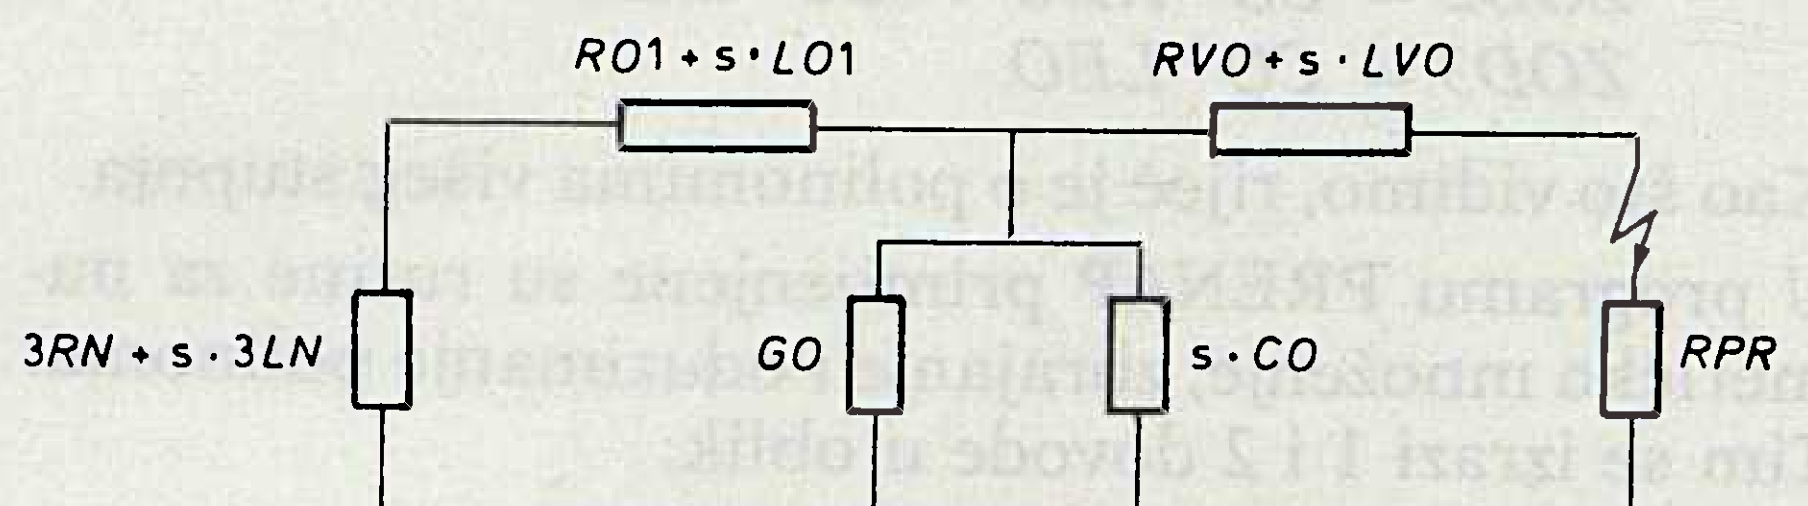 RO1 + s · LO1
RVO + s · LVO
3RN + s · 3LN
GO
s · CO
RPR